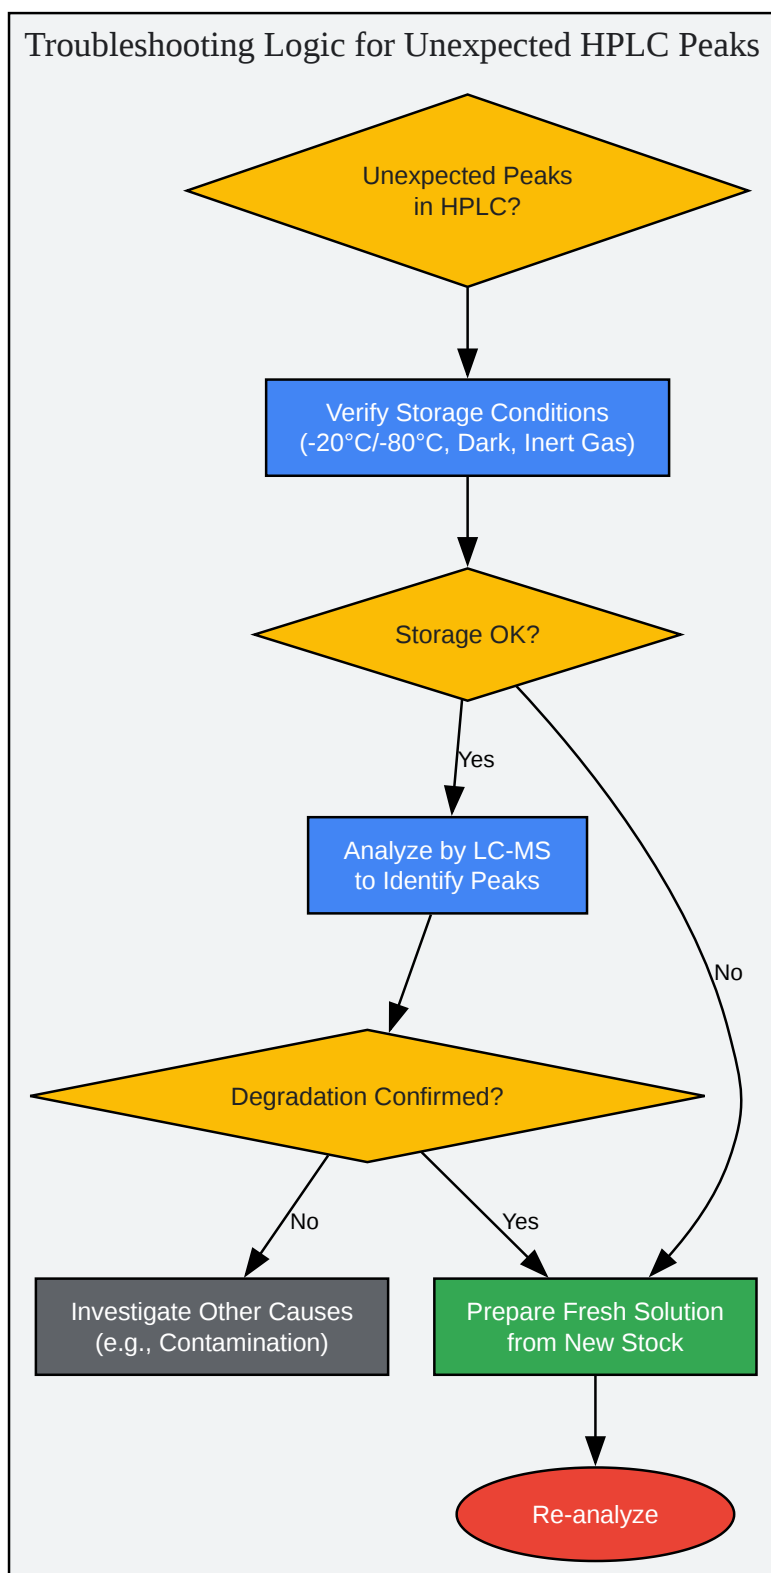 Troubleshooting Logic for Unexpected HPLC Peaks
Unexpected Peaks
in HPLC?
Verify Storage Conditions
(-20°C/-80°C, Dark, Inert Gas)
Storage OK?
Yes
Analyze by LC-MS
to Identify Peaks
No
Degradation Confirmed?
No
Yes
Investigate Other Causes
(e.g., Contamination)
Prepare Fresh Solution
from New Stock
Re-analyze